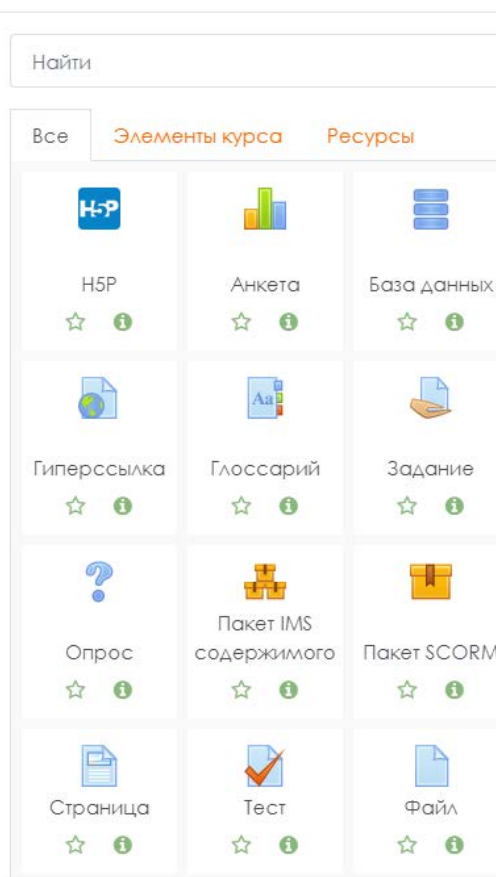 Найти
Все Элементы курса Ресурсы
H5P
H5P Анкета База данных
Aa
Гиперссылка Глоссарий Задание
Пакет IMS
Опрос содержимого Пакет SCORM
Страница Тест Файл